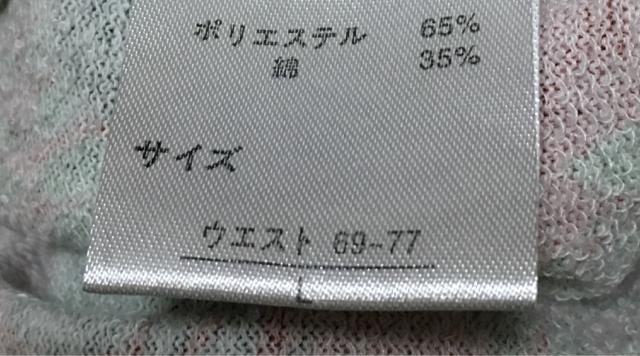 ポリエステル 65%
綿 35%
サイズ
ウエスト 69~77
L